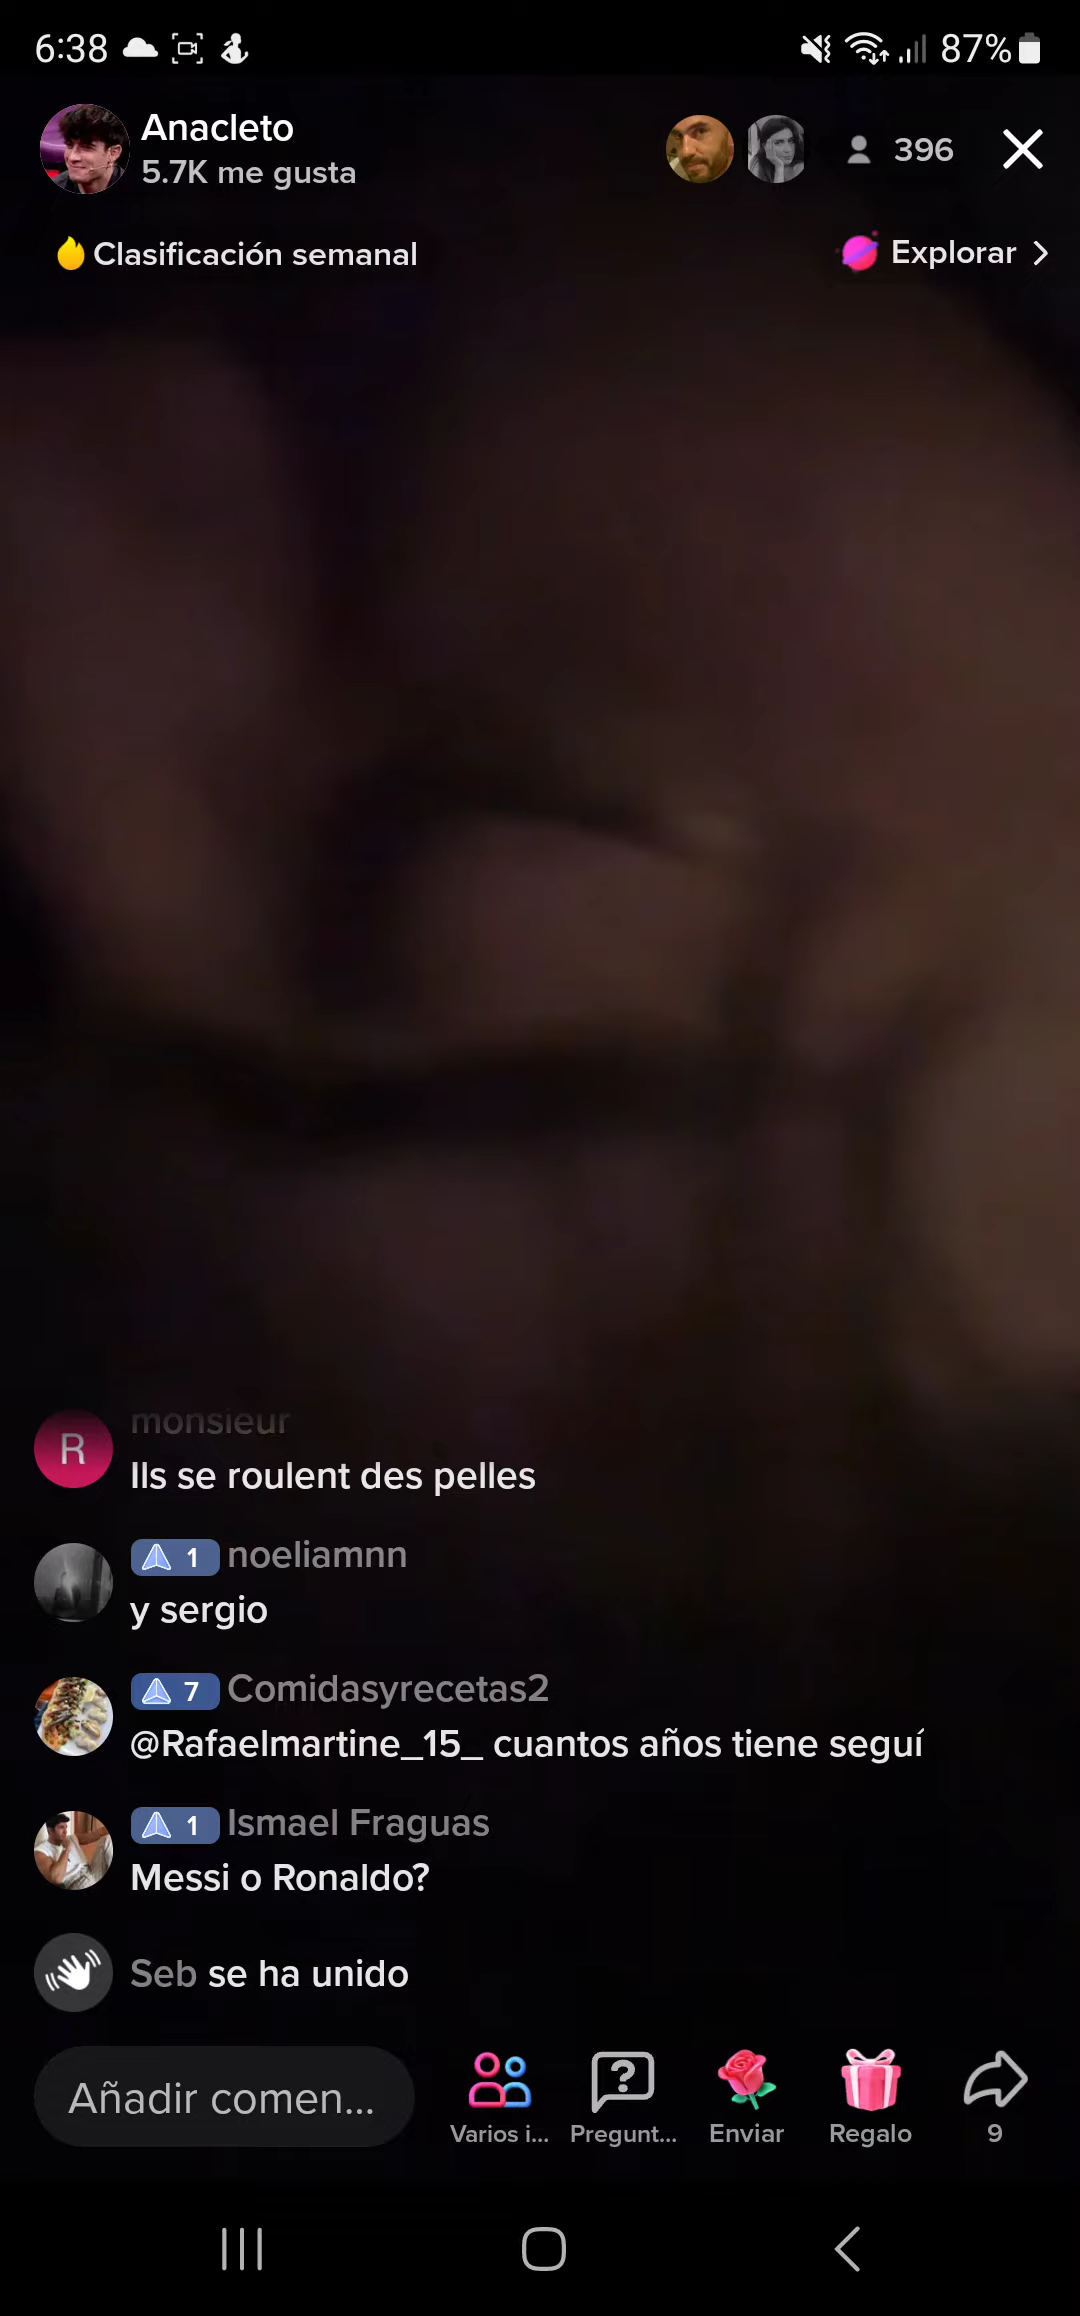 6:38
87%
Anacleto
5.7K me gusta
396
Clasificación semanal
Explorar
R
monsieur
Ils se roulent des pelles
1 noeliamnn
y sergio
7 Comidasyrecetas2
@Rafaelmartine_15_ cuantos años tiene seguí
1 Ismael Fraguas
Messi o Ronaldo?
Seb se ha unido
Añadir comen...
Varios i...
Pregunt...
Enviar
Regalo
9